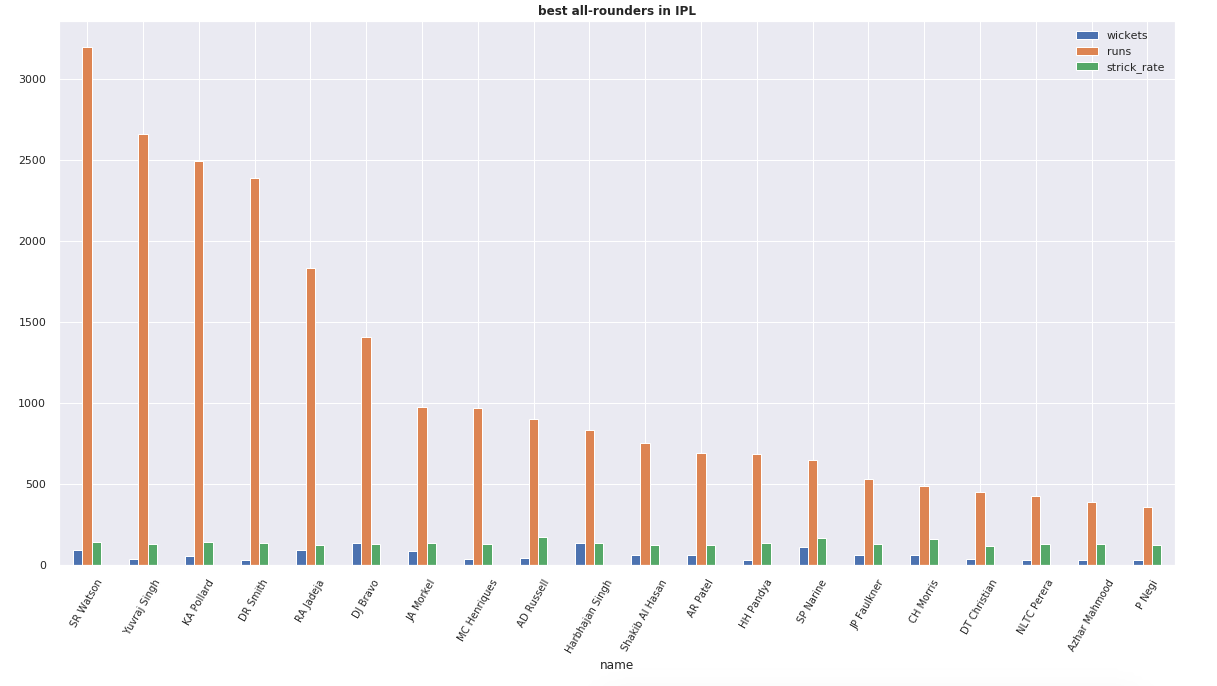 best all-rounders in IPL
wickets
runs
strick_rate
3000
2500
2000
1500
1000
500
0
SR Watson
Yuvraj Singh
KA Pollard
DR Smith
RA Jadeja
DJ Bravo
JA Morkel
MC Henriques
AD Russell
Harbhajan Singh
Shakib Al Hasan
AR Patel
HH Pandya
SP Narine
JP Faulkner
CH Morris
DT Christian
NLTC Perera
Azhar Mahmood
P Negi
name